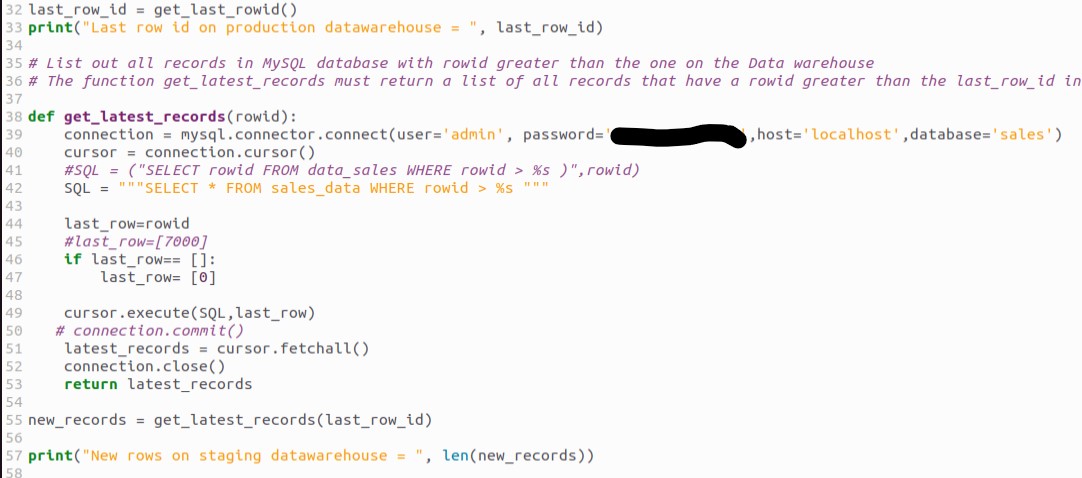 32 last_row_id = get_last_rowid()
33 print("Last row id on production datawarehouse = ", last_row_id)
34
35 # List out all records in MySQL database with rowid greater than the one on the Data warehouse
36 # The function get_latest_records must return a list of all records that have a rowid greater than the last_row_id in
37
38 def get_latest_records(rowid):
39     connection = mysql.connector.connect(user='admin', password='',host='localhost',database='sales')
40     cursor = connection.cursor()
41     #SQL = ("SELECT rowid FROM data_sales WHERE rowid > %s )",rowid)
42     SQL = """SELECT * FROM sales_data WHERE rowid > %s """
43
44     last_row=rowid
45     #last_row=[7000]
46     if last_row== []:
47         last_row= [0]
48
49     cursor.execute(SQL,last_row)
50    # connection.commit()
51     latest_records = cursor.fetchall()
52     connection.close()
53     return latest_records
54
55 new_records = get_latest_records(last_row_id)
56
57 print("New rows on staging datawarehouse = ", len(new_records))
58